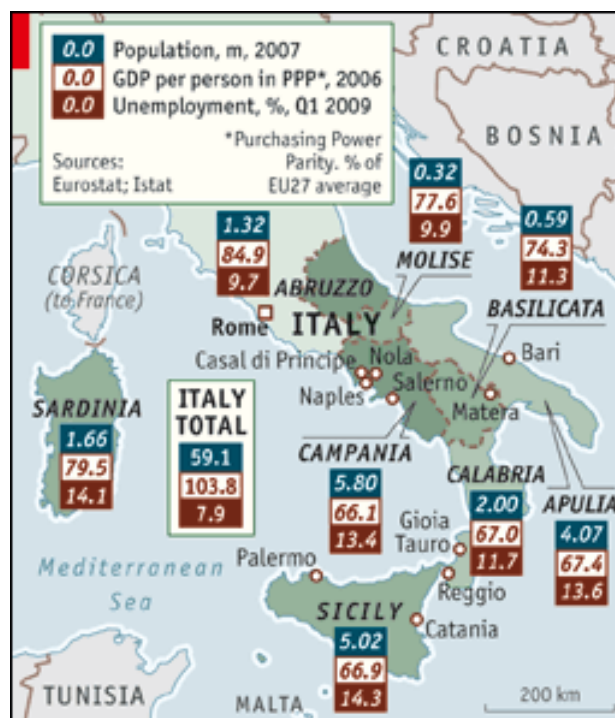 0.0 Population, m, 2007
0.0 GDP per person in PPP*, 2006
0.0 Unemployment, %, Q1 2009
*Purchasing Power
Parity. % of
EU27 average
Sources:
Eurostat; Istat
CROATIA
BOSNIA
0.32
77.6
9.9
MOLISE
0.59
74.3
11.3
BASILICATA
1.32
84.9
9.7
ABRUZZO
CORSICA
(to France)
Rome
ITALY
Bari
Casal di Principe
Nola
Naples
Salerno
Matera
SARDINIA
1.66
79.5
14.1
ITALY
TOTAL
59.1
103.8
7.9
CAMPANIA
5.80
66.1
13.4
CALABRIA
2.00
67.0
11.7
APULIA
4.07
67.4
13.6
Gioia
Tauro
Reggio
Mediterranean
Sea
Palermo
SICILY
5.02
66.9
14.3
Catania
TUNISIA
MALTA
200 km